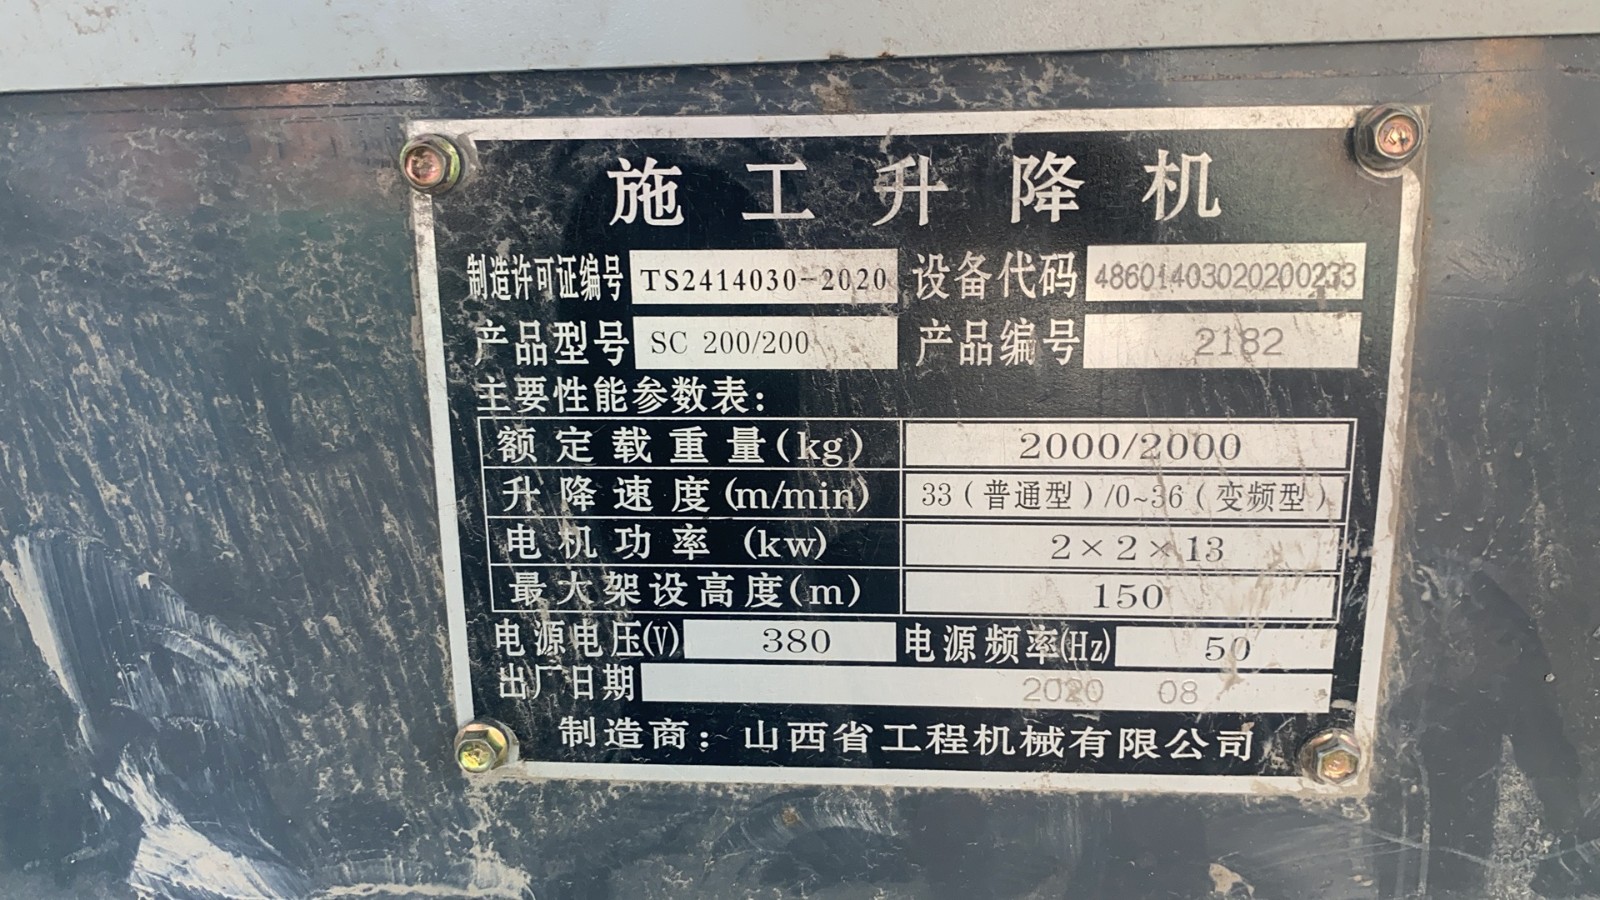 施工升降机
制造许可证编号 TS2414030-2020 设备代码 48601403020200233
产品型号 SC 200/200 产品编号 2182
主要性能参数表：
额定载重量(kg) 2000/2000
升降速度(m/min) 33（普通型）/0~36（变频型）
电机功率 (kw) 2×2×13
最大架设高度(m) 150
电源电压(V) 380 电源频率(Hz) 50
出厂日期 2020 08
制造商：山西省工程机械有限公司